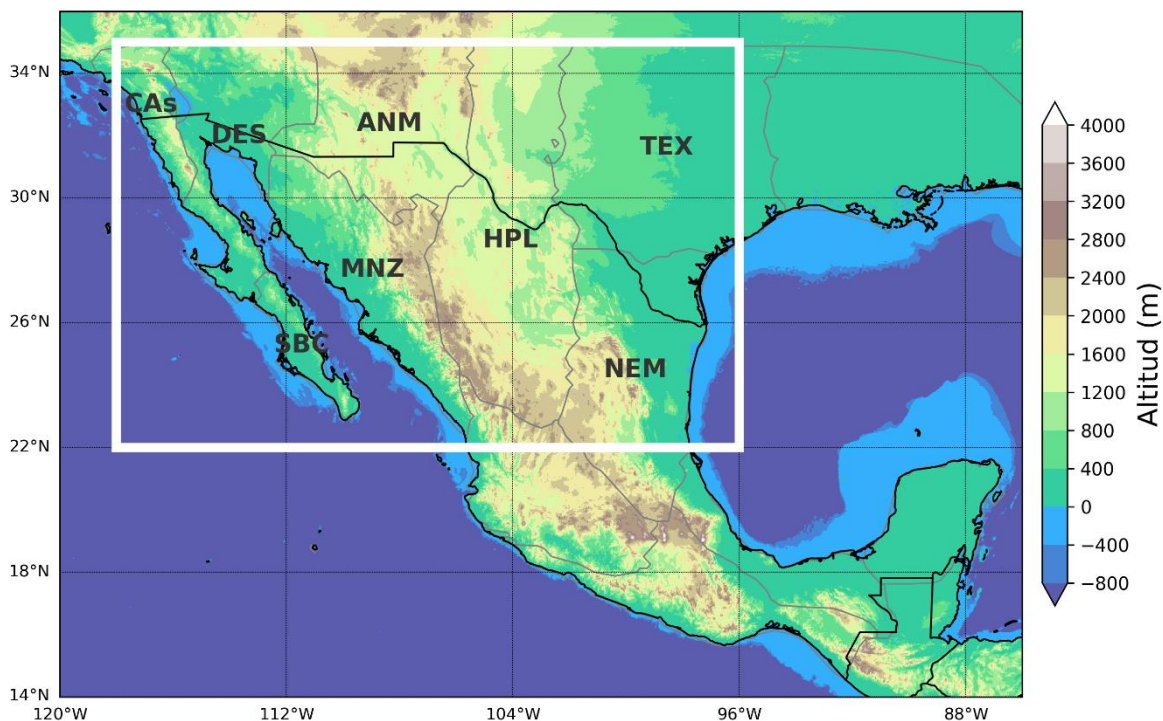 34°N
30°N
26°N
22°N
18°N
14°N
120°W
112°W
104°W
96°W
88°W
CAs
DES
ANM
TEX
HPL
MNZ
SBC
NEM
4000
3600
3200
2800
2400
2000
1600
1200
800
400
0
−400
−800
Altitud (m)